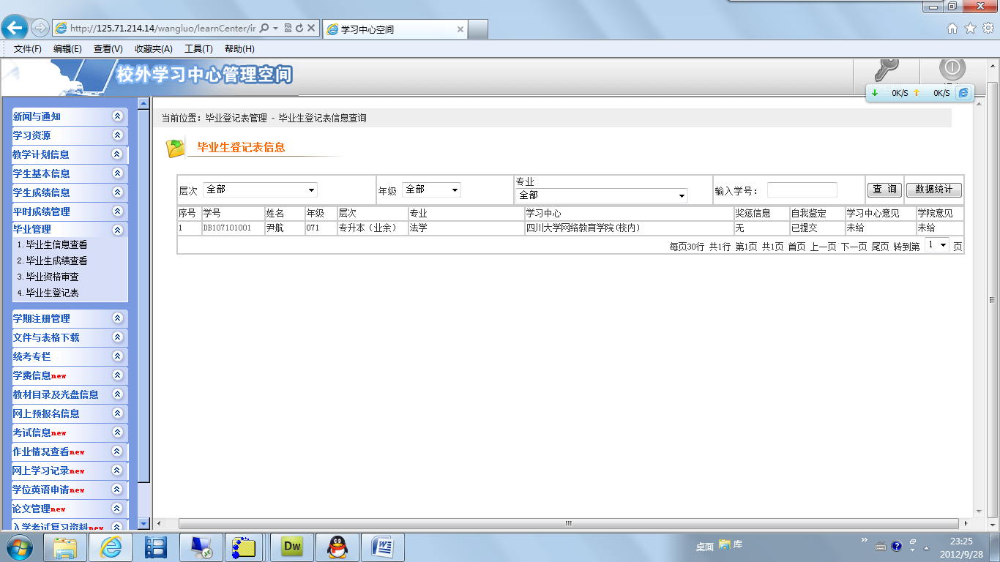 http://125.71.214.14/wangluo/learnCenter/ir
学习中心空间
文件(F) 编辑(E) 查看(V) 收藏夹(A) 工具(T) 帮助(H)
校外学习中心管理空间
0K/S 0K/S
新闻与通知
学习资源
教学计划信息
学生基本信息
学生成绩信息
平时成绩管理
毕业管理
1. 毕业生信息查看
2. 毕业生成绩查看
3. 毕业资格审查
4. 毕业生登记表
学期注册管理
文件与表格下载
统考专栏
学费信息new
教材目录及光盘信息
网上预报名信息
考试信息new
作业情况查看new
网上学习记录new
学位英语申请new
论文管理new
入学考试复习资料new
当前位置：毕业登记表管理 - 毕业生登记表信息查询
毕业生登记表信息
层次 全部 年级 全部 专业 全部 输入学号： 查 询 数据统计
序号 学号 姓名 年级 层次 专业 学习中心 奖惩信息 自我鉴定 学习中心意见 学院意见
1 DB107101001 尹航 071 专升本（业余） 法学 四川大学网络教育学院(校内) 无 已提交 未给 未给
每页30行 共1行 第1页 共1页 首页 上一页 下一页 尾页 转到第 1 页
Dw
桌面 库
23:25
2012/9/28